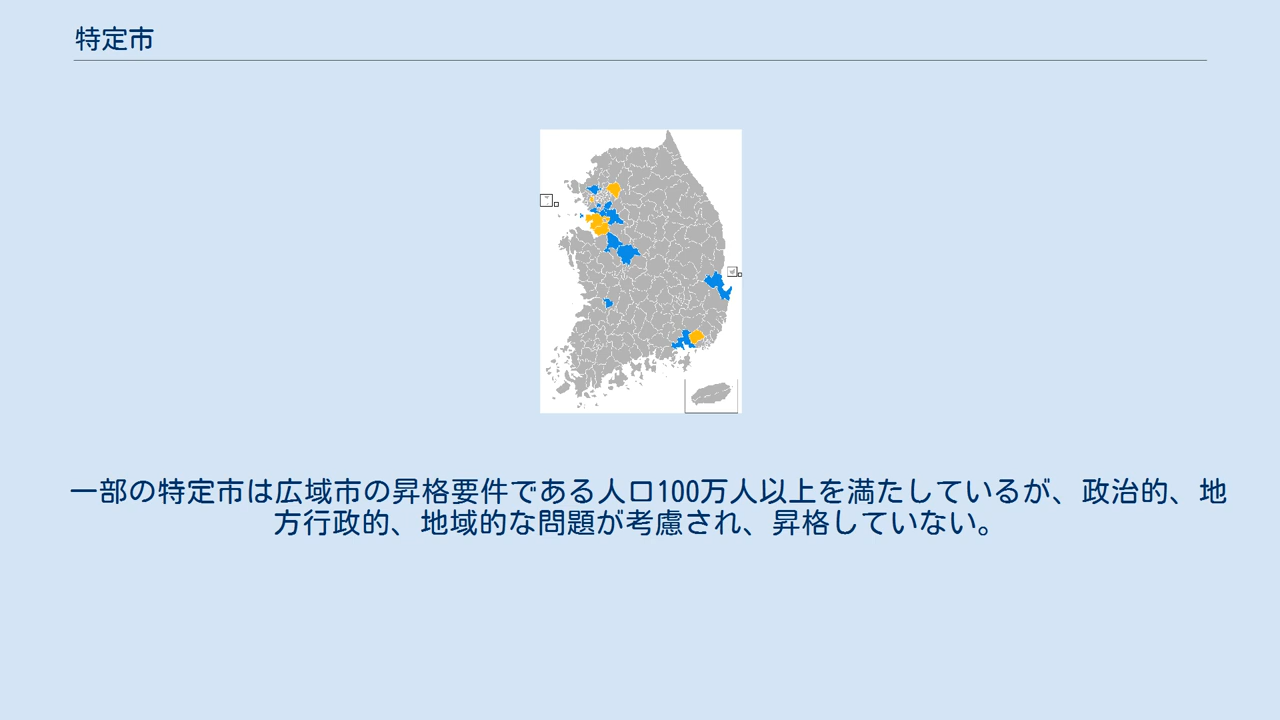 特定市
一部の特定市は広域市の昇格要件である人口100万人以上を満たしているが、政治的、地
方行政的、地域的な問題が考慮され、昇格していない。